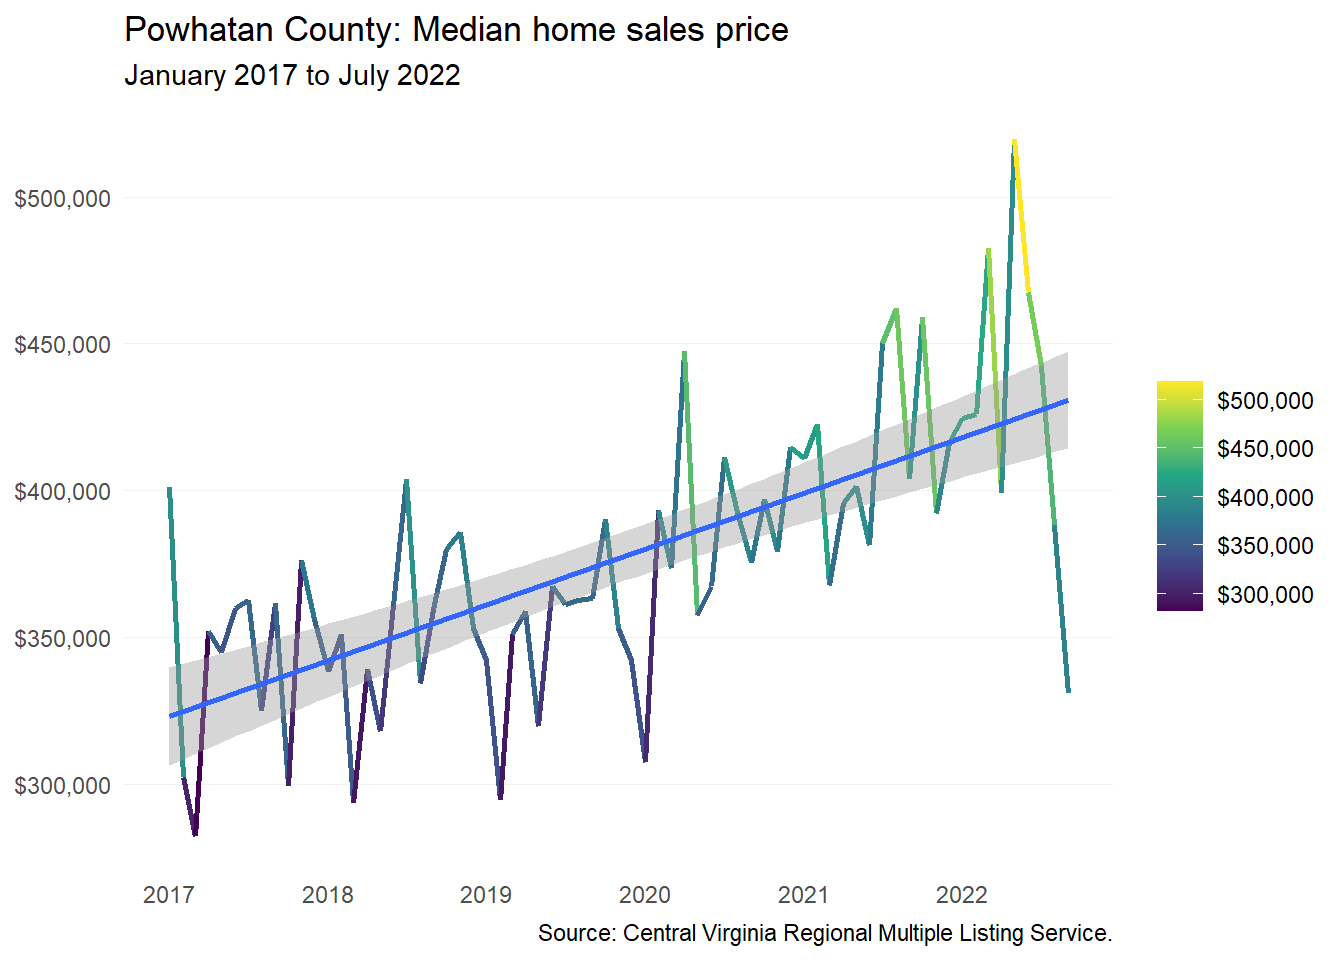 Powhatan County: Median home sales price
January 2017 to July 2022
$500,000
$450,000
$400,000
$350,000
$300,000
2017 2018 2019 2020 2021 2022
$500,000
$450,000
$400,000
$350,000
$300,000
Source: Central Virginia Regional Multiple Listing Service.